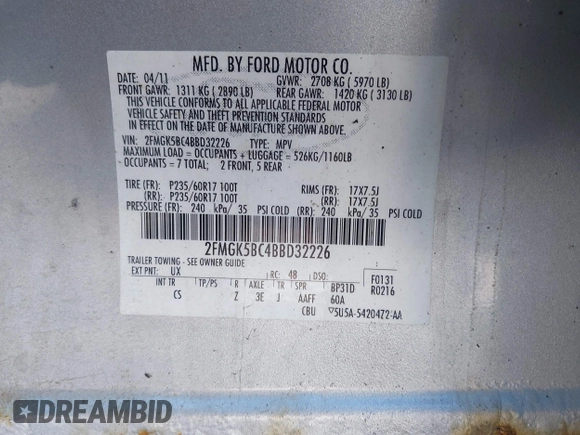 MFD. BY FORD MOTOR CO.
DATE: 04/11 GVWR: 2708 KG ( 5970 LB)
FRONT GAWR: 1311 KG ( 2890 LB) REAR GAWR: 1420 KG ( 3130 LB)
THIS VEHICLE CONFORMS TO ALL APPLICABLE FEDERAL MOTOR
VEHICLE SAFETY AND THEFT PREVENTION STANDARDS
IN EFFECT ON THE DATE OF MANUFACTURE SHOWN ABOVE.
VIN: 2FMGK5BC4BBD32226 TYPE: MPV
MAXIMUM LOAD = OCCUPANTS + LUGGAGE = 526KG/1160LB
OCCUPANTS = 7 TOTAL; 2 FRONT, 5 REAR
TIRE (FR): P235/60R17 100T RIMS (FR): 17X7.5J
(RR): P235/60R17 100T (RR): 17X7.5J
PRESSURE (FR): 240 kPa/ 35 PSI COLD (RR): 240 kPa/ 35 PSI COLD
2FMGK5BC4BBD32226
TRAILER TOWING - SEE OWNER GUIDE
EXT PNT: UX RC: 48 DSO: F0131
R0216
INT TR TP/PS R AXLE TR SPR BP31D
CS Z 3E J AAFF 60A
CBU 5U5A-5420472-AA
DREAMBID